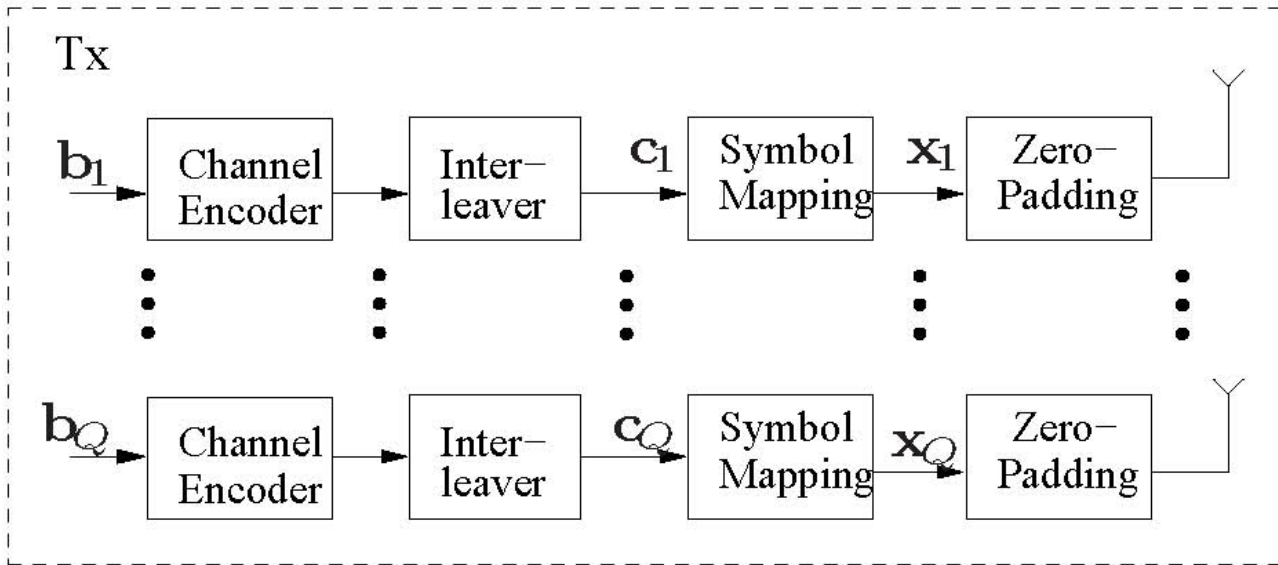 Tx
b1
Channel
Encoder
Inter-
leaver
c1
Symbol
Mapping
x1
Zero-
Padding
bQ
Channel
Encoder
Inter-
leaver
cQ
Symbol
Mapping
xQ
Zero-
Padding